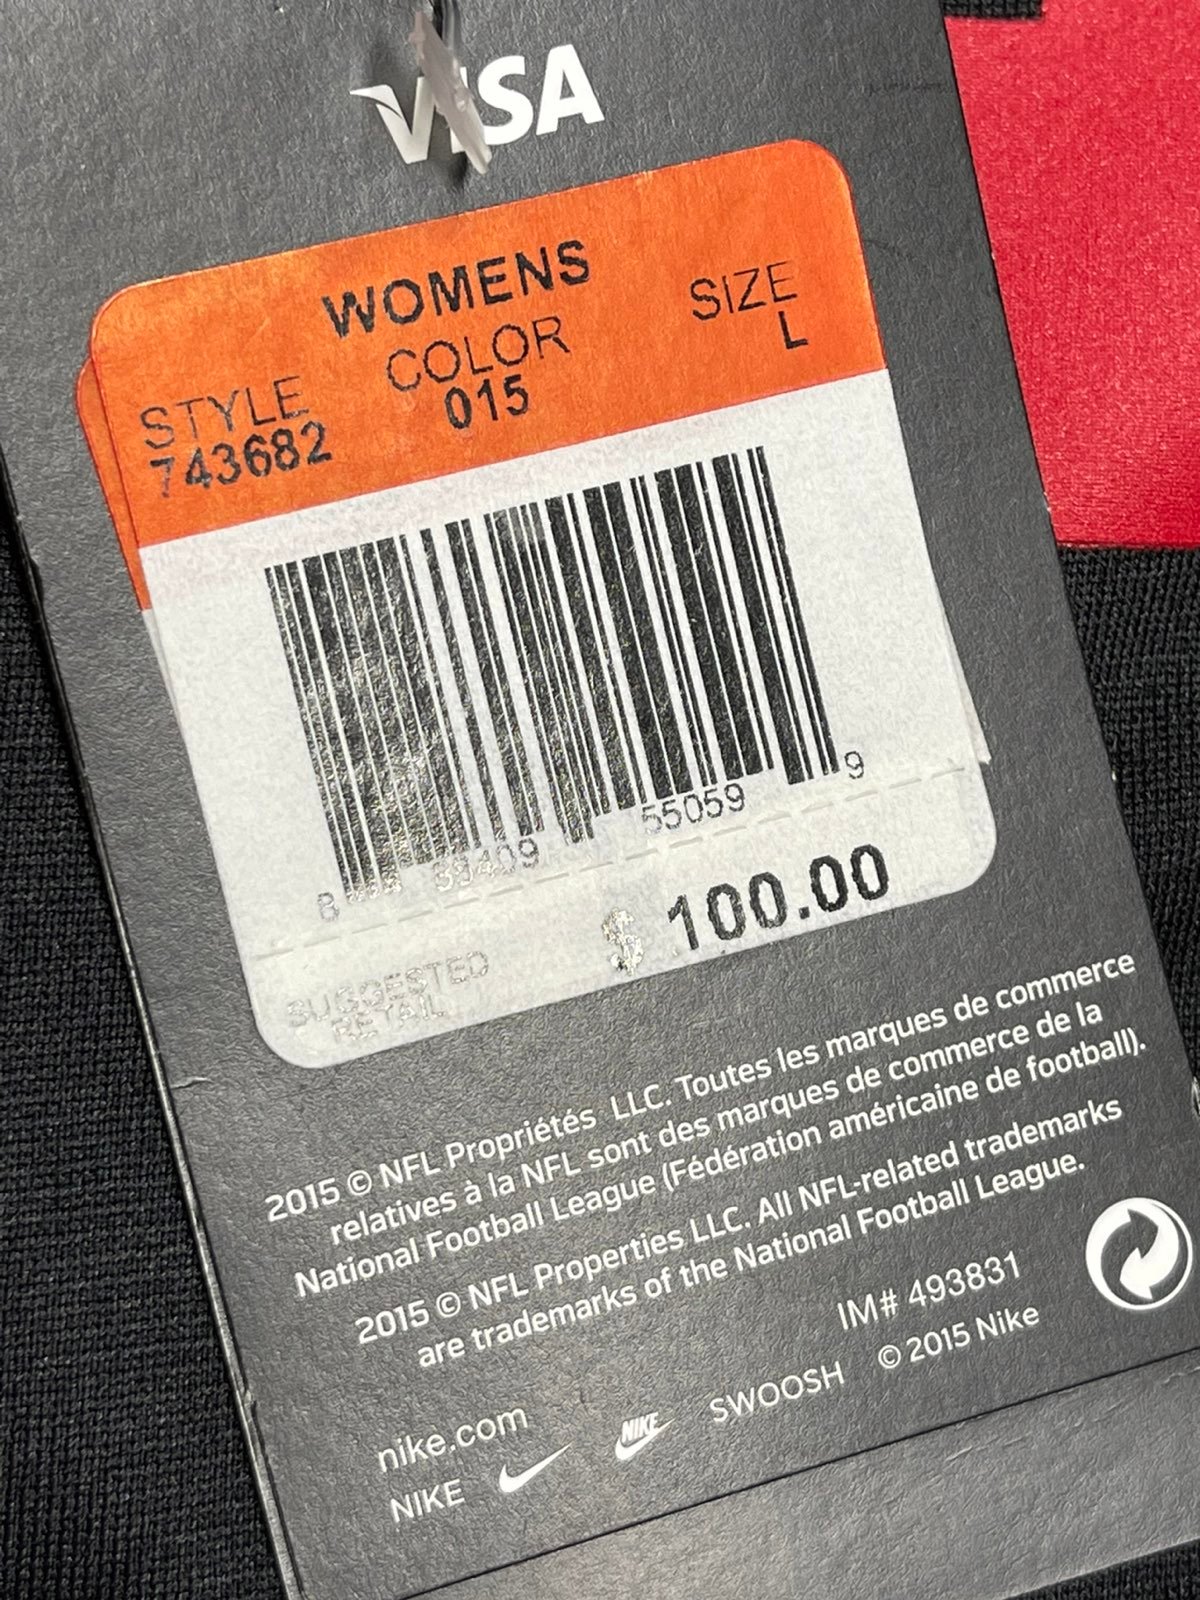 VISA
WOMENS
STYLE COLOR SIZE
743682 015 L
8 55059 9
SUGGESTED
RETAIL
$ 100.00
2015 © NFL Propriétés LLC. Toutes les marques de commerce
relatives à la NFL sont des marques de commerce de la
National Football League (Fédération américaine de football).
2015 © NFL Properties LLC. All NFL-related trademarks
are trademarks of the National Football League.
IM# 493831
nike.com
NIKE NIKE SWOOSH © 2015 Nike